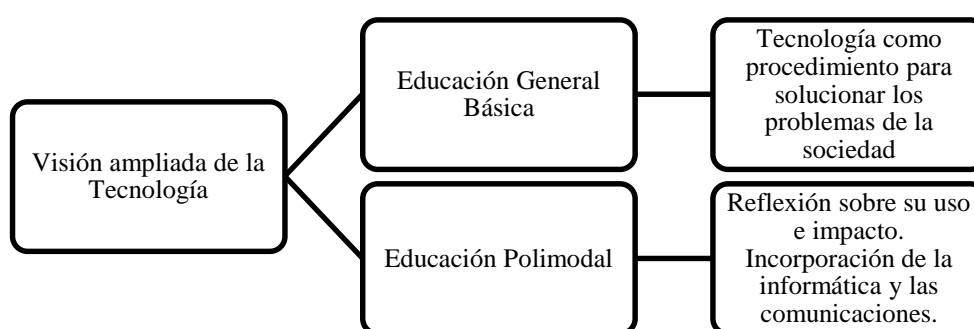 Visión ampliada de la
Tecnología
Educación General
Básica
Tecnología como
procedimiento para
solucionar los
problemas de la
sociedad
Educación Polimodal
Reflexión sobre su uso
e impacto.
Incorporación de la
informática y las
comunicaciones.